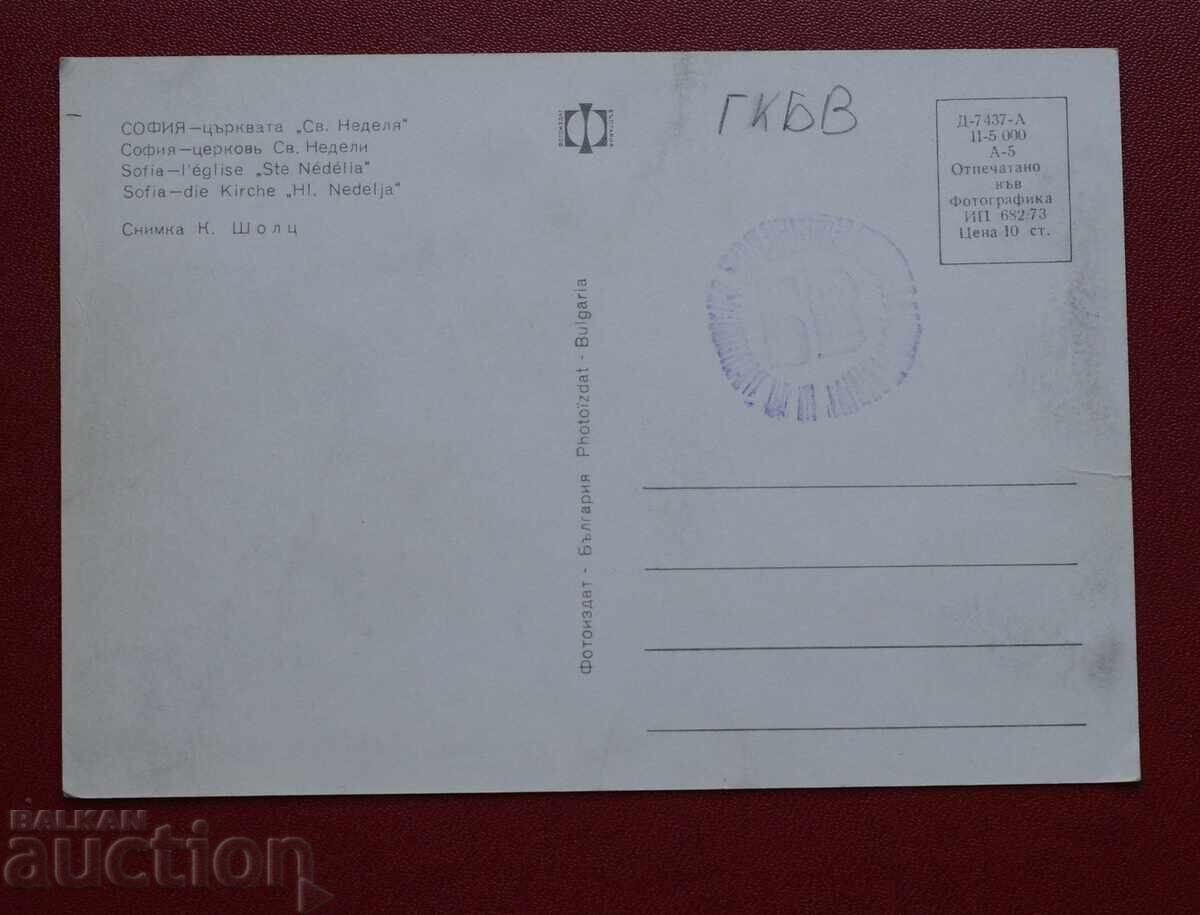 СОФИЯ—църквата „Св. Неделя"
София—церковь Св. Недели
Sofia—l'église „Ste Nédélia"
Sofia—die Kirche „Hl. Nedelja"
Снимка К. Шолц
Фотоиздат - България Photoïzdat - Bulgaria
ГКБВ
Д-7437-А
II-5 000
А-5
Отпечатано
във
Фотографика
ИП 682/73
Цена 10 ст.
BALKAN
auction